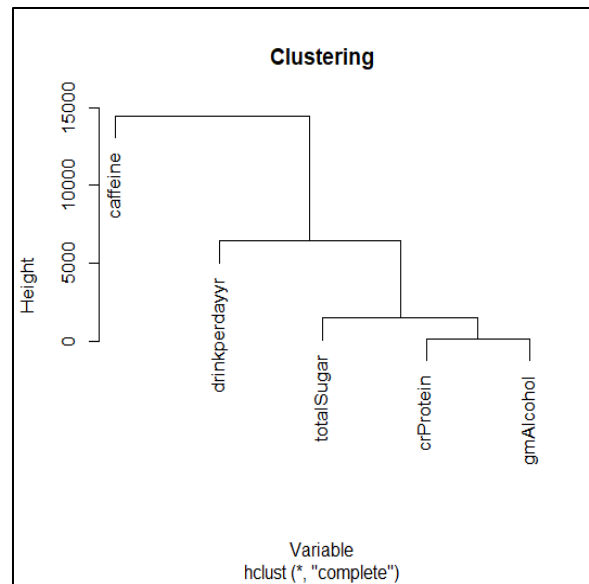 Clustering
Height
15000
10000
5000
0
caffeine
drinkperdayyr
totalSugar
crProtein
gmAlcohol
Variable
hclust (*, "complete")